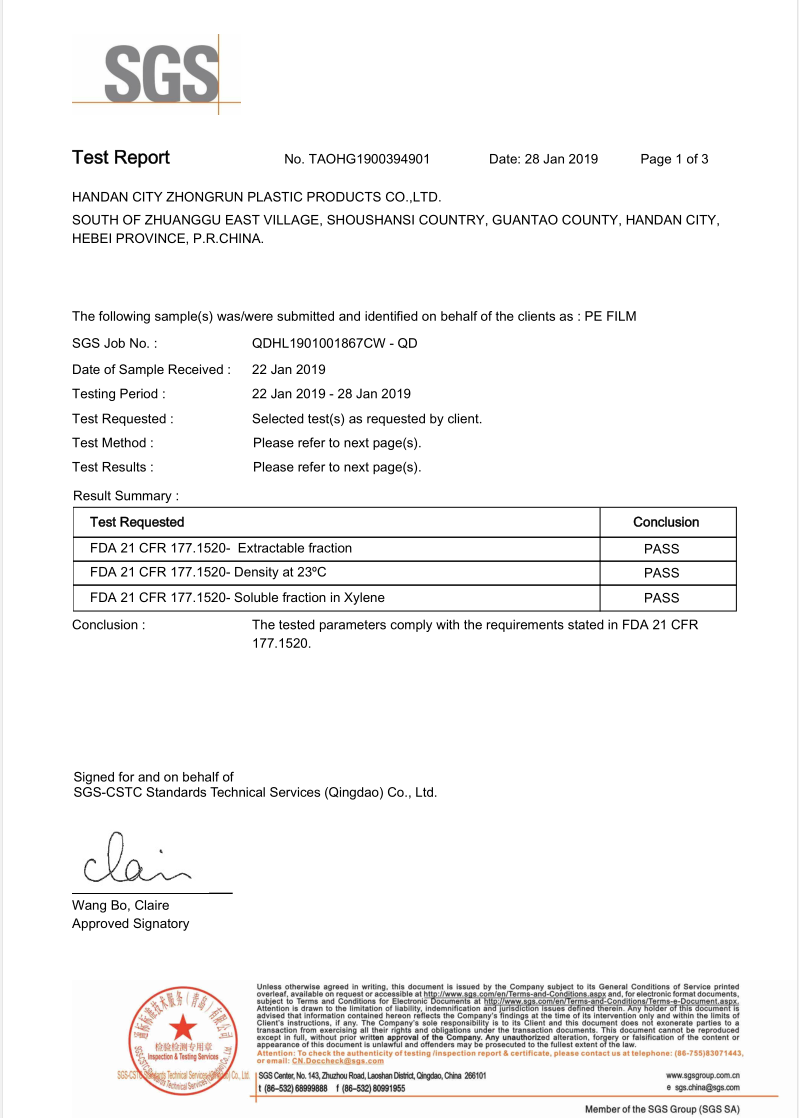 SGS
Test Report No. TAOHG1900394901 Date: 28 Jan 2019 Page 1 of 3
HANDAN CITY ZHONGRUN PLASTIC PRODUCTS CO.,LTD.
SOUTH OF ZHUANGGU EAST VILLAGE, SHOUSHANSI COUNTRY, GUANTAO COUNTY, HANDAN CITY,
HEBEI PROVINCE, P.R.CHINA.
The following sample(s) was/were submitted and identified on behalf of the clients as : PE FILM
SGS Job No. : QDHL1901001867CW - QD
Date of Sample Received : 22 Jan 2019
Testing Period : 22 Jan 2019 - 28 Jan 2019
Test Requested : Selected test(s) as requested by client.
Test Method : Please refer to next page(s).
Test Results : Please refer to next page(s).
Result Summary :
Test Requested Conclusion
FDA 21 CFR 177.1520- Extractable fraction PASS
FDA 21 CFR 177.1520- Density at 23ºC PASS
FDA 21 CFR 177.1520- Soluble fraction in Xylene PASS
Conclusion : The tested parameters comply with the requirements stated in FDA 21 CFR
177.1520.
Signed for and on behalf of
SGS-CSTC Standards Technical Services (Qingdao) Co., Ltd.
Wang Bo, Claire
Approved Signatory
检验检测专用章
Inspection & Testing Services
SGS-CSTC Standards Technical Services (Qingdao) Co., Ltd.
Unless otherwise agreed in writing, this document is issued by the Company subject to its General Conditions of Service printed
overleaf, available on request or accessible at http://www.sgs.com/en/Terms-and-Conditions.aspx and, for electronic format documents,
subject to Terms and Conditions for Electronic Documents at http://www.sgs.com/en/Terms-and-Conditions/Terms-e-Document.aspx.
Attention is drawn to the limitation of liability, indemnification and jurisdiction issues defined therein. Any holder of this document is
advised that information contained hereon reflects the Company's findings at the time of its intervention only and within the limits of
Client's instructions, if any. The Company's sole responsibility is to its Client and this document does not exonerate parties to a
transaction from exercising all their rights and obligations under the transaction documents. This document cannot be reproduced
except in full, without prior written approval of the Company. Any unauthorized alteration, forgery or falsification of the content or
appearance of this document is unlawful and offenders may be prosecuted to the fullest extent of the law.
Attention: To check the authenticity of testing /inspection report & certificate, please contact us at telephone: (86-755)83071443,
or email: CN.Doccheck@sgs.com
SGS Center, No. 143, Zhuzhou Road, Laoshan District, Qingdao, China 266101 www.sgsgroup.com.cn
t (86-532) 68999888 f (86-532) 80991955 e sgs.china@sgs.com
Member of the SGS Group (SGS SA)